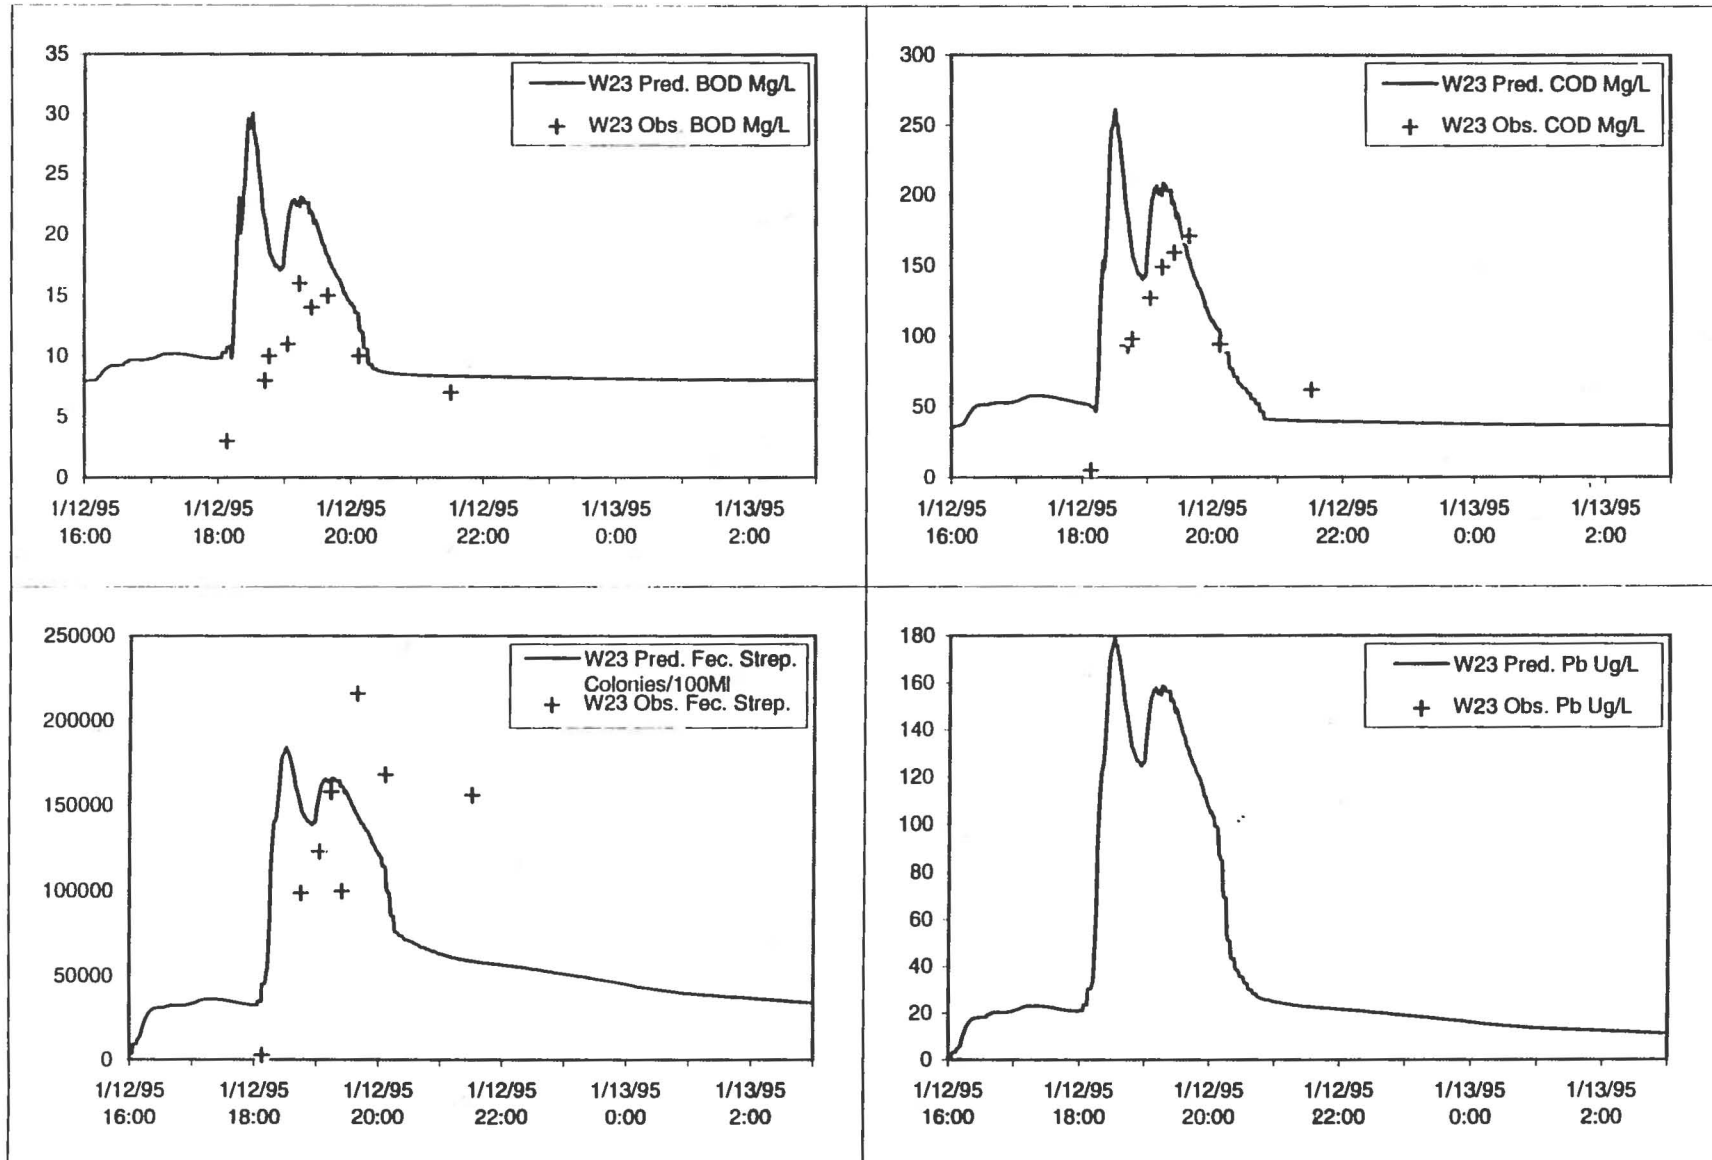 35
30
25
20
15
10
5
0
W23 Pred. BOD Mg/L
W23 Obs. BOD Mg/L
1/12/95 1/12/95 1/12/95 1/12/95 1/13/95 1/13/95
16:00 18:00 20:00 22:00 0:00 2:00
300
250
200
150
100
50
0
W23 Pred. COD Mg/L
W23 Obs. COD Mg/L
1/12/95 1/12/95 1/12/95 1/12/95 1/13/95 1/13/95
16:00 18:00 20:00 22:00 0:00 2:00
250000
200000
150000
100000
50000
0
W23 Pred. Fec. Strep.
Colonies/100Ml
W23 Obs. Fec. Strep.
1/12/95 1/12/95 1/12/95 1/12/95 1/13/95 1/13/95
16:00 18:00 20:00 22:00 0:00 2:00
180
160
140
120
100
80
60
40
20
0
W23 Pred. Pb Ug/L
W23 Obs. Pb Ug/L
1/12/95 1/12/95 1/12/95 1/12/95 1/13/95 1/13/95
16:00 18:00 20:00 22:00 0:00 2:00